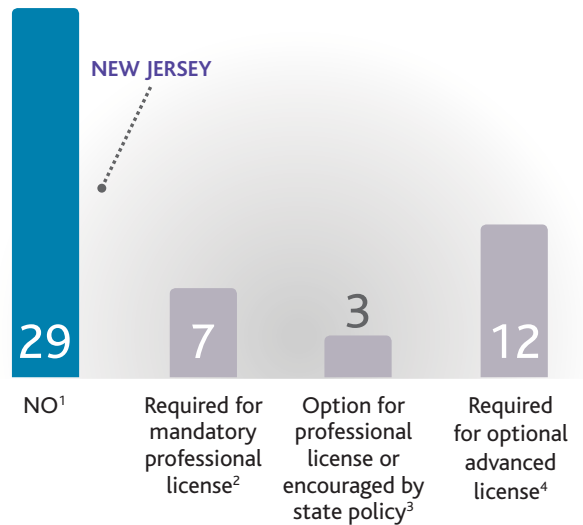 NEW JERSEY
29
7
3
12
NO¹
Required for
mandatory
professional
license²
Option for
professional
license or
encouraged by
state policy³
Required
for optional
advanced
license⁴